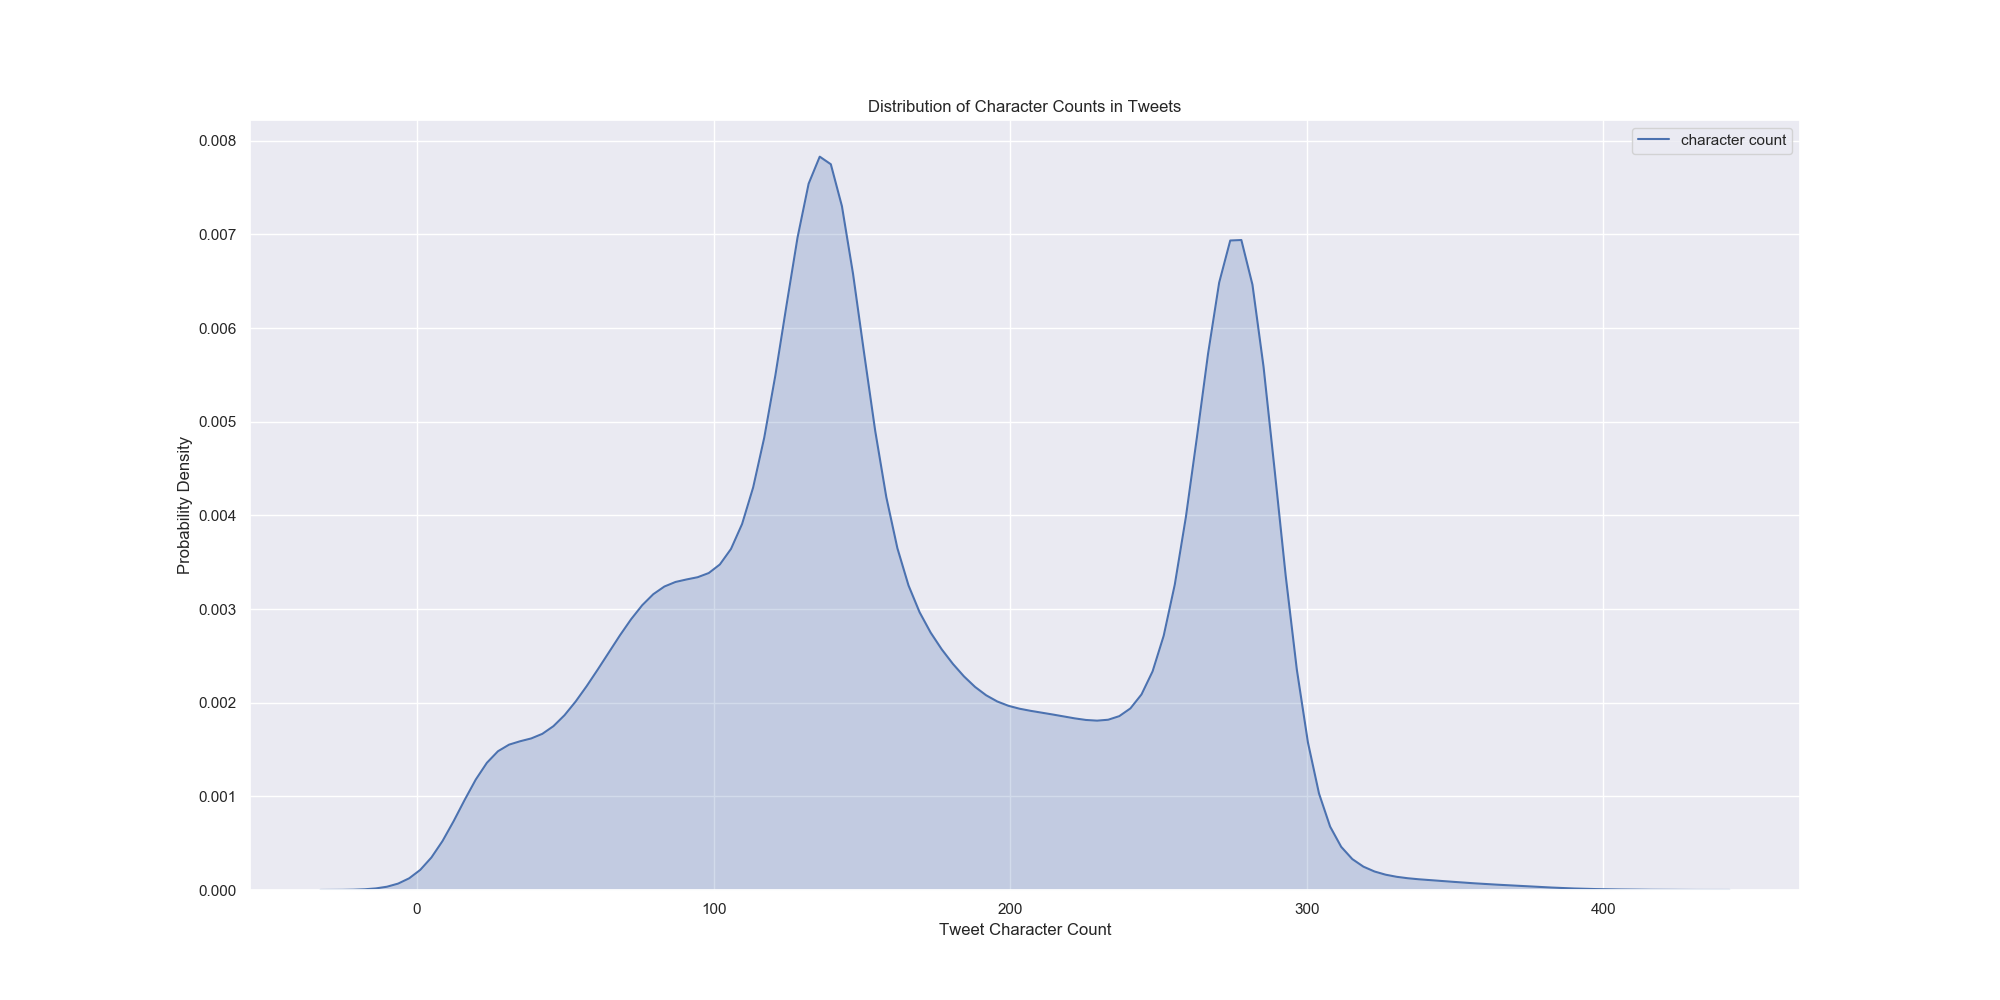 Distribution of Character Counts in Tweets
character count
0.008
0.007
0.006
0.005
0.004
0.003
0.002
0.001
0.000
Probability Density
0 100 200 300 400
Tweet Character Count